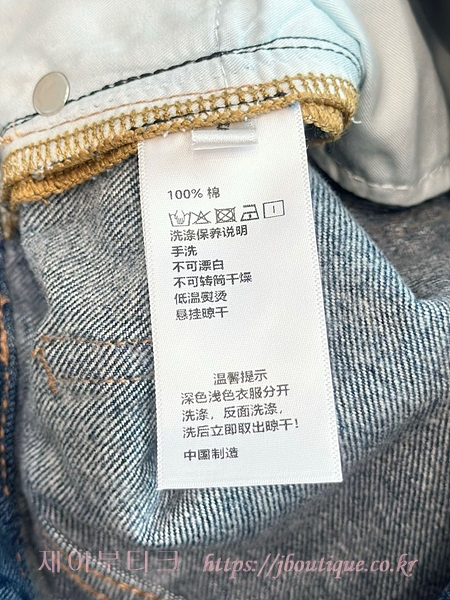 100% 棉
洗涤保养说明
手洗
不可漂白
不可转筒干燥
低温熨烫
悬挂晾干
温馨提示
深色浅色衣服分开
洗涤，反面洗涤，
洗后立即取出晾干！
中国制造
제이부티크 https://jboutique.co.kr